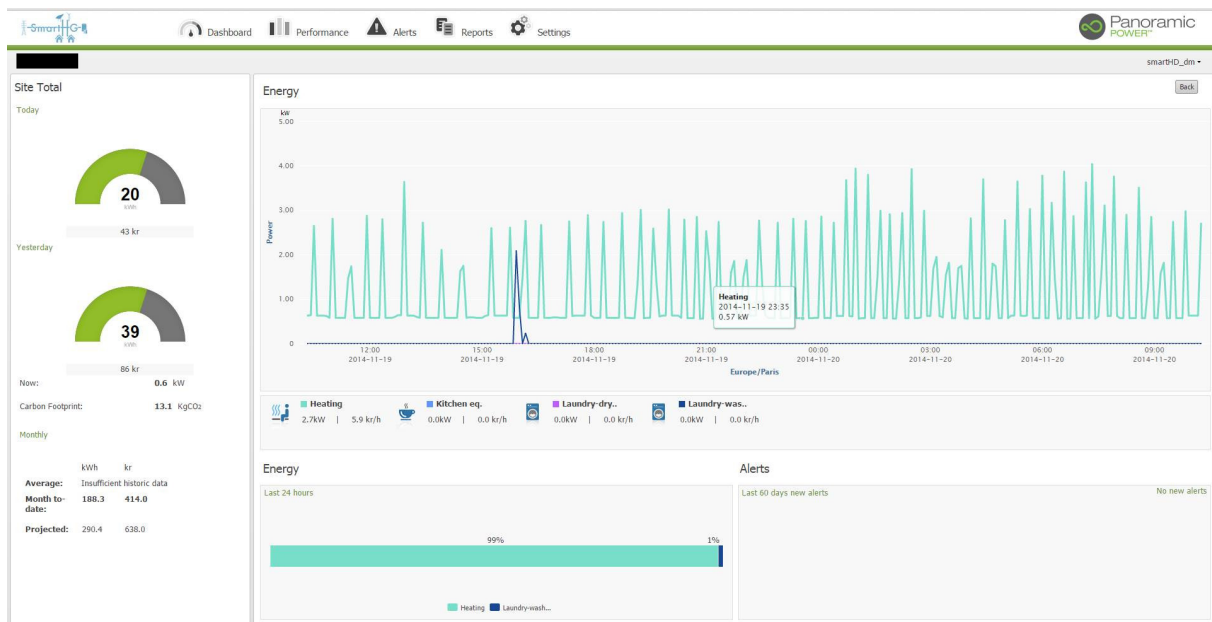 SmartHG
Dashboard Performance Alerts Reports Settings
Panoramic
POWER™
smartHD_dm
Site Total
Today
20
kWh
43 kr
Yesterday
39
kWh
86 kr
Now: 0.6 kW
Carbon Footprint: 13.1 KgCO2
Monthly
kWh kr
Average: Insufficient historic data
Month to-date: 188.3 414.0
Projected: 290.4 638.0
Energy
Back
kW
5.00
4.00
3.00
2.00
1.00
0
Power
Heating
2014-11-19 23:35
0.57 kW
12:00 15:00 18:00 21:00 00:00 03:00 06:00 09:00
2014-11-19 2014-11-19 2014-11-19 2014-11-19 2014-11-20 2014-11-20 2014-11-20 2014-11-20
Europe/Paris
Heating Kitchen eq. Laundry-dry.. Laundry-was..
2.7kW | 5.9 kr/h 0.0kW | 0.0 kr/h 0.0kW | 0.0 kr/h 0.0kW | 0.0 kr/h
Energy
Last 24 hours
99% 1%
Heating Laundry-wash...
Alerts
Last 60 days new alerts No new alerts